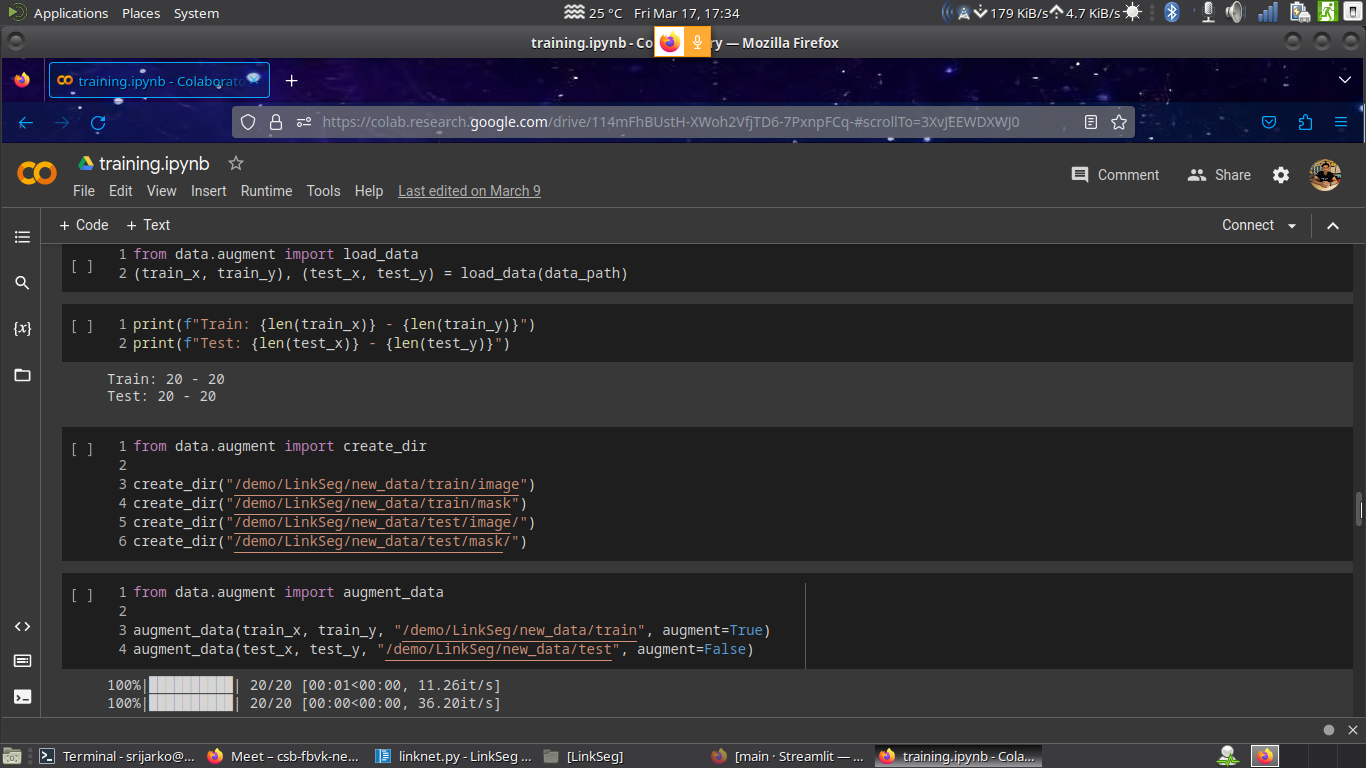 Applications Places System 25 °C Fri Mar 17, 17:34 179 KiB/s 4.7 KiB/s
training.ipynb - Co ry — Mozilla Firefox
training.ipynb - Colaborato
https://colab.research.google.com/drive/114mFhBUstH-XWoh2VfjTD6-7PxnpFCq-#scrollTo=3XvJEEWDXWJ0
training.ipynb
Comment Share
File Edit View Insert Runtime Tools Help Last edited on March 9
+ Code + Text Connect
[ ]
1 from data.augment import load_data
2 (train_x, train_y), (test_x, test_y) = load_data(data_path)
[ ]
1 print(f"Train: {len(train_x)} - {len(train_y)}")
2 print(f"Test: {len(test_x)} - {len(test_y)}")
Train: 20 - 20
Test: 20 - 20
[ ]
1 from data.augment import create_dir
2
3 create_dir("/demo/LinkSeg/new_data/train/image")
4 create_dir("/demo/LinkSeg/new_data/train/mask")
5 create_dir("/demo/LinkSeg/new_data/test/image/")
6 create_dir("/demo/LinkSeg/new_data/test/mask/")
[ ]
1 from data.augment import augment_data
2
3 augment_data(train_x, train_y, "/demo/LinkSeg/new_data/train", augment=True)
4 augment_data(test_x, test_y, "/demo/LinkSeg/new_data/test", augment=False)
100%|██████████| 20/20 [00:01<00:00, 11.26it/s]
100%|██████████| 20/20 [00:00<00:00, 36.20it/s]
Terminal - srijarko@... Meet – csb-fbvk-ne... linknet.py - LinkSeg ... [LinkSeg] [main · Streamlit — ... training.ipynb - Cola...